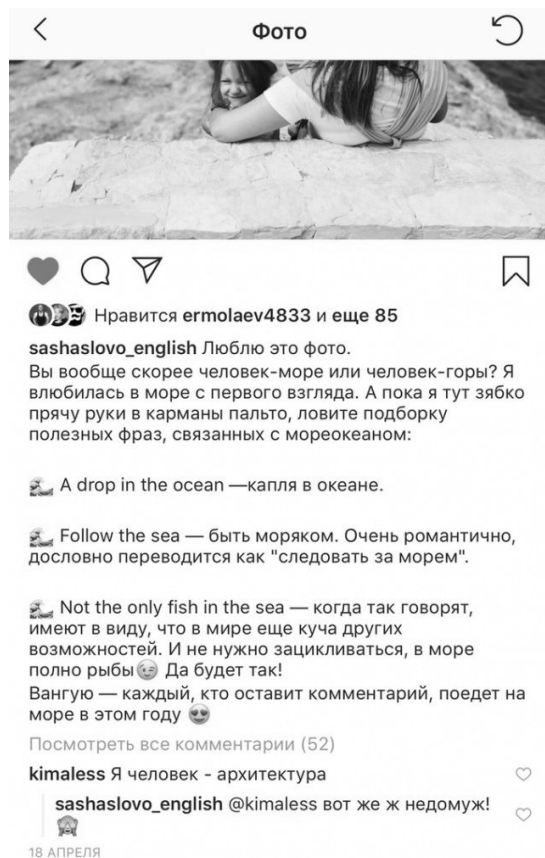 Фото
Нравится ermolaev4833 и еще 85
sashaslovo_english Люблю это фото.
Вы вообще скорее человек-море или человек-горы? Я
влюбилась в море с первого взгляда. А пока я тут зябко
прячу руки в карманы пальто, ловите подборку
полезных фраз, связанных с мореокеаном:
🌊 A drop in the ocean —капля в океане.
🌊 Follow the sea — быть моряком. Очень романтично,
дословно переводится как "следовать за морем".
🌊 Not the only fish in the sea — когда так говорят,
имеют в виду, что в мире еще куча других
возможностей. И не нужно зацикливаться, в море
полно рыбы😉 Да будет так!
Вангую — каждый, кто оставит комментарий, поедет на
море в этом году 😍
Посмотреть все комментарии (52)
kimaless Я человек - архитектура
sashaslovo_english @kimaless вот же ж недомуж!
🙈
18 АПРЕЛЯ